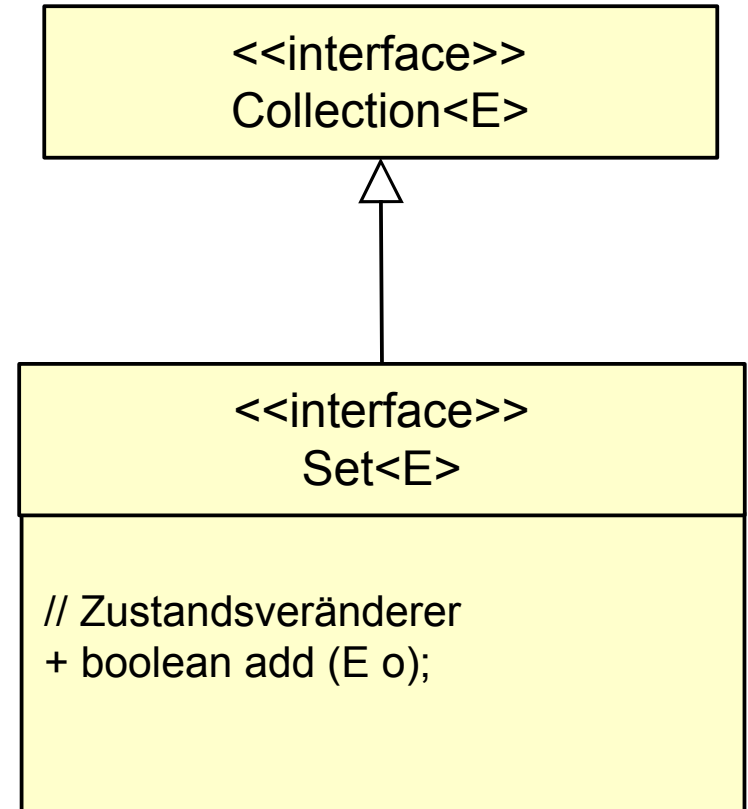 <<interface>>
Collection<E>
<<interface>>
Set<E>
// Zustandsveränderer
+ boolean add (E o);